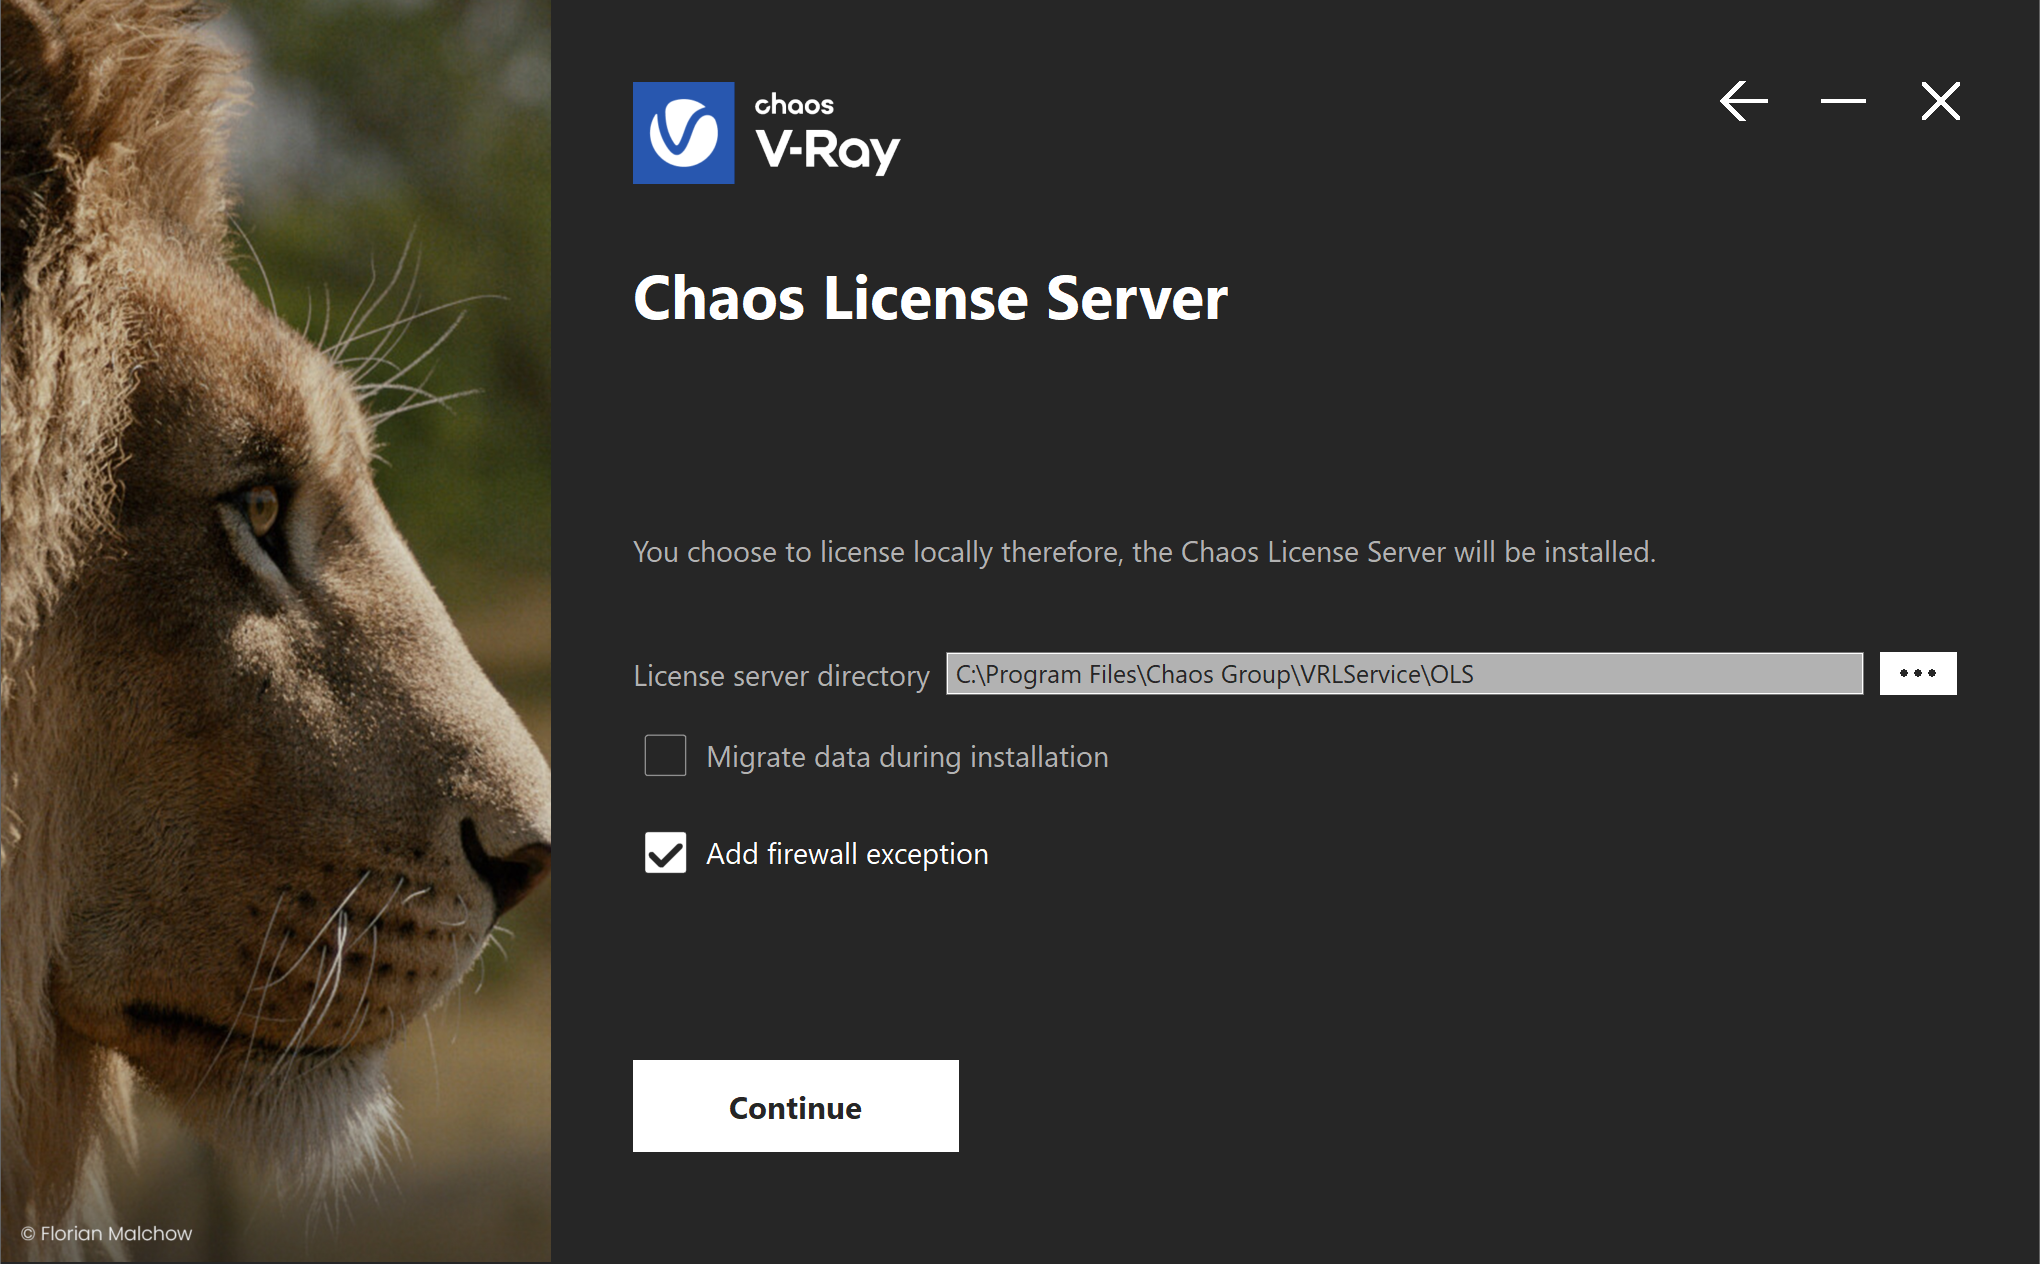 chaos
V-Ray
Chaos License Server
You choose to license locally therefore, the Chaos License Server will be installed.
License server directory C:\Program Files\Chaos Group\VRLService\OLS
Migrate data during installation
Add firewall exception
Continue
© Florian Malchow